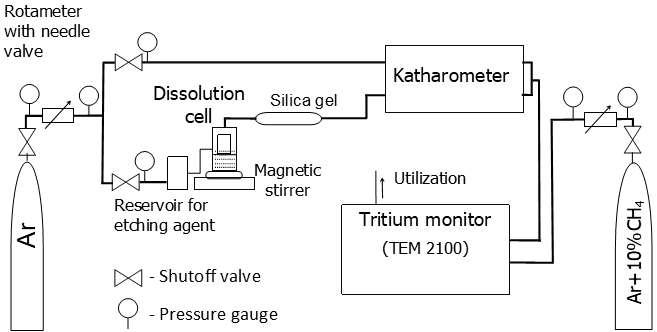 Rotameter
with needle
valve
Katharometer
Dissolution
cell
Silica gel
Magnetic
stirrer
Reservoir for
etching agent
Utilization
Tritium monitor
(TEM 2100)
Ar
Ar+10%CH₄
- Shutoff valve
- Pressure gauge